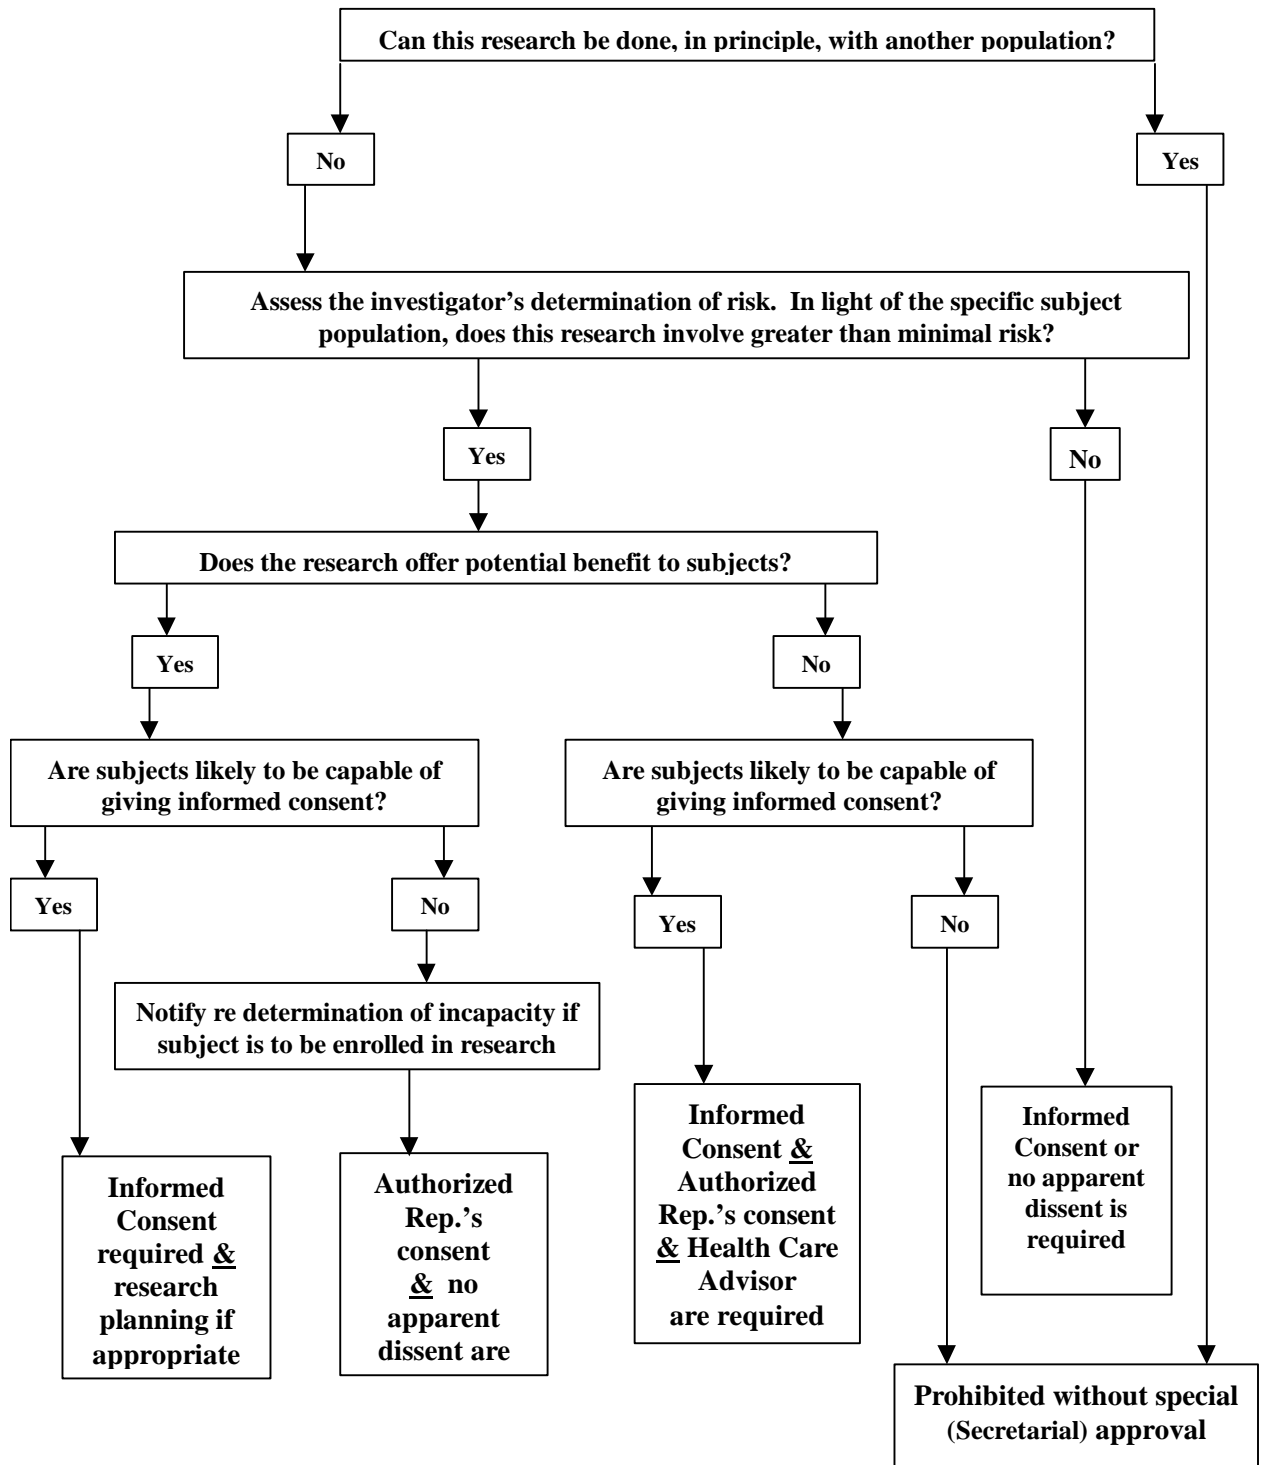 Can this research be done, in principle, with another population?
No
Yes
Assess the investigator’s determination of risk.  In light of the specific subject
population, does this research involve greater than minimal risk?
Yes
No
Does the research offer potential benefit to subjects?
Yes
No
Are subjects likely to be capable of
giving informed consent?
Are subjects likely to be capable of
giving informed consent?
Yes
No
Yes
No
Notify re determination of incapacity if
subject is to be enrolled in research
Informed
Consent
required & research
planning if
appropriate
Authorized
Rep.’s
consent
& no
apparent
dissent are
Informed
Consent &
Authorized
Rep.’s consent
& Health Care
Advisor
are required
Informed
Consent or
no apparent
dissent is
required
Prohibited without special
(Secretarial) approval